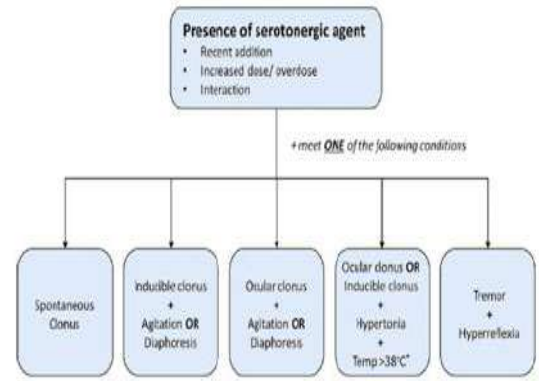 Presence of serotonergic agent
• Recent addition
• Increased dose/ overdose
• Interaction
+ meet ONE of the following conditions
Spontaneous
Clonus
Inducible clonus
+
Agitation OR
Diaphoresis
Ocular clonus
+
Agitation OR
Diaphoresis
Ocular clonus OR
Inducible clonus
+
Hypertonia
+
Temp >38°C*
Tremor
+
Hyperreflexia